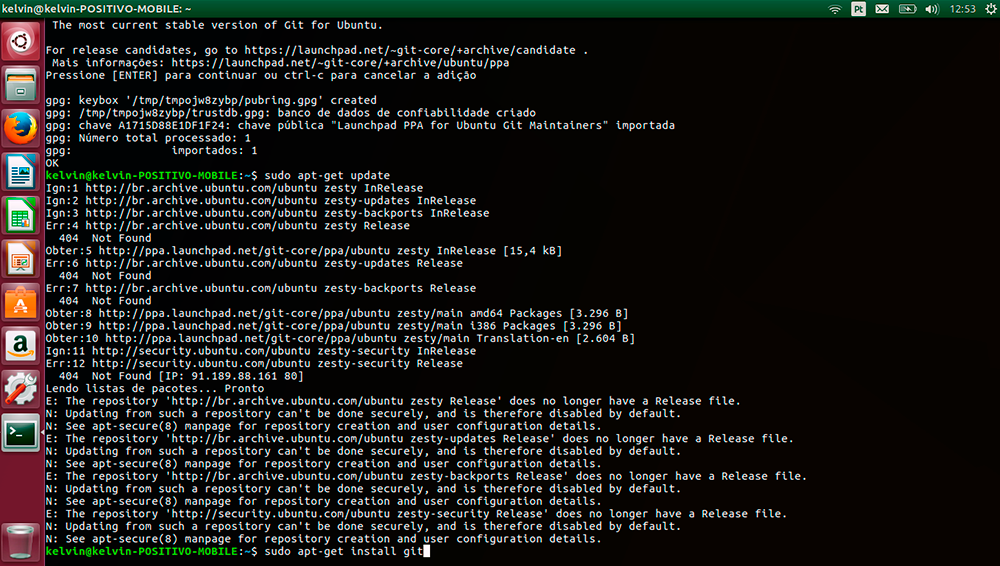 kelvin@kelvin-POSITIVO-MOBILE: ~
Pt
12:53
The most current stable version of Git for Ubuntu.
For release candidates, go to https://launchpad.net/~git-core/+archive/candidate .
Mais informações: https://launchpad.net/~git-core/+archive/ubuntu/ppa
Pressione [ENTER] para continuar ou ctrl-c para cancelar a adição
gpg: keybox '/tmp/tmpojw8zybp/pubring.gpg' created
gpg: /tmp/tmpojw8zybp/trustdb.gpg: banco de dados de confiabilidade criado
gpg: chave A1715D88E1DF1F24: chave pública "Launchpad PPA for Ubuntu Git Maintainers" importada
gpg: Número total processado: 1
gpg:               importados: 1
OK
kelvin@kelvin-POSITIVO-MOBILE:~$ sudo apt-get update
Ign:1 http://br.archive.ubuntu.com/ubuntu zesty InRelease
Ign:2 http://br.archive.ubuntu.com/ubuntu zesty-updates InRelease
Ign:3 http://br.archive.ubuntu.com/ubuntu zesty-backports InRelease
Err:4 http://br.archive.ubuntu.com/ubuntu zesty Release
404  Not Found
Obter:5 http://ppa.launchpad.net/git-core/ppa/ubuntu zesty InRelease [15,4 kB]
Err:6 http://br.archive.ubuntu.com/ubuntu zesty-updates Release
404  Not Found
Err:7 http://br.archive.ubuntu.com/ubuntu zesty-backports Release
404  Not Found
Obter:8 http://ppa.launchpad.net/git-core/ppa/ubuntu zesty/main amd64 Packages [3.296 B]
Obter:9 http://ppa.launchpad.net/git-core/ppa/ubuntu zesty/main i386 Packages [3.296 B]
Obter:10 http://ppa.launchpad.net/git-core/ppa/ubuntu zesty/main Translation-en [2.604 B]
Ign:11 http://security.ubuntu.com/ubuntu zesty-security InRelease
Err:12 http://security.ubuntu.com/ubuntu zesty-security Release
404  Not Found [IP: 91.189.88.161 80]
Lendo listas de pacotes... Pronto
E: The repository 'http://br.archive.ubuntu.com/ubuntu zesty Release' does no longer have a Release file.
N: Updating from such a repository can't be done securely, and is therefore disabled by default.
N: See apt-secure(8) manpage for repository creation and user configuration details.
E: The repository 'http://br.archive.ubuntu.com/ubuntu zesty-updates Release' does no longer have a Release file.
N: Updating from such a repository can't be done securely, and is therefore disabled by default.
N: See apt-secure(8) manpage for repository creation and user configuration details.
E: The repository 'http://br.archive.ubuntu.com/ubuntu zesty-backports Release' does no longer have a Release file.
N: Updating from such a repository can't be done securely, and is therefore disabled by default.
N: See apt-secure(8) manpage for repository creation and user configuration details.
E: The repository 'http://security.ubuntu.com/ubuntu zesty-security Release' does no longer have a Release file.
N: Updating from such a repository can't be done securely, and is therefore disabled by default.
N: See apt-secure(8) manpage for repository creation and user configuration details.
kelvin@kelvin-POSITIVO-MOBILE:~$ sudo apt-get install git